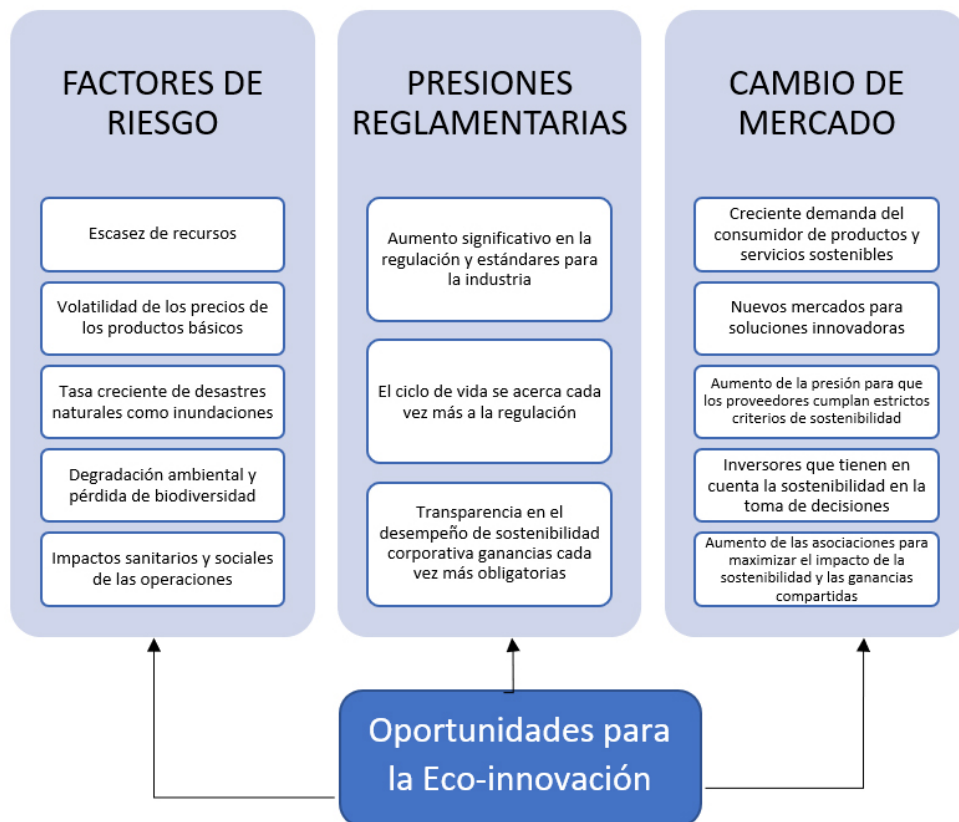 FACTORES DE
RIESGO
Escasez de recursos
Volatilidad de los precios de
los productos básicos
Tasa creciente de desastres
naturales como inundaciones
Degradación ambiental y
pérdida de biodiversidad
Impactos sanitarios y sociales
de las operaciones
PRESIONES
REGLAMENTARIAS
Aumento significativo en la
regulación y estándares para
la industria
El ciclo de vida se acerca cada
vez más a la regulación
Transparencia en el
desempeño de sostenibilidad
corporativa ganancias cada
vez más obligatorias
CAMBIO DE
MERCADO
Creciente demanda del
consumidor de productos y
servicios sostenibles
Nuevos mercados para
soluciones innovadoras
Aumento de la presión para que
los proveedores cumplan estrictos
criterios de sostenibilidad
Inversores que tienen en
cuenta la sostenibilidad en la
toma de decisiones
Aumento de las asociaciones para
maximizar el impacto de la
sostenibilidad y las ganancias
compartidas
Oportunidades para
la Eco-innovación